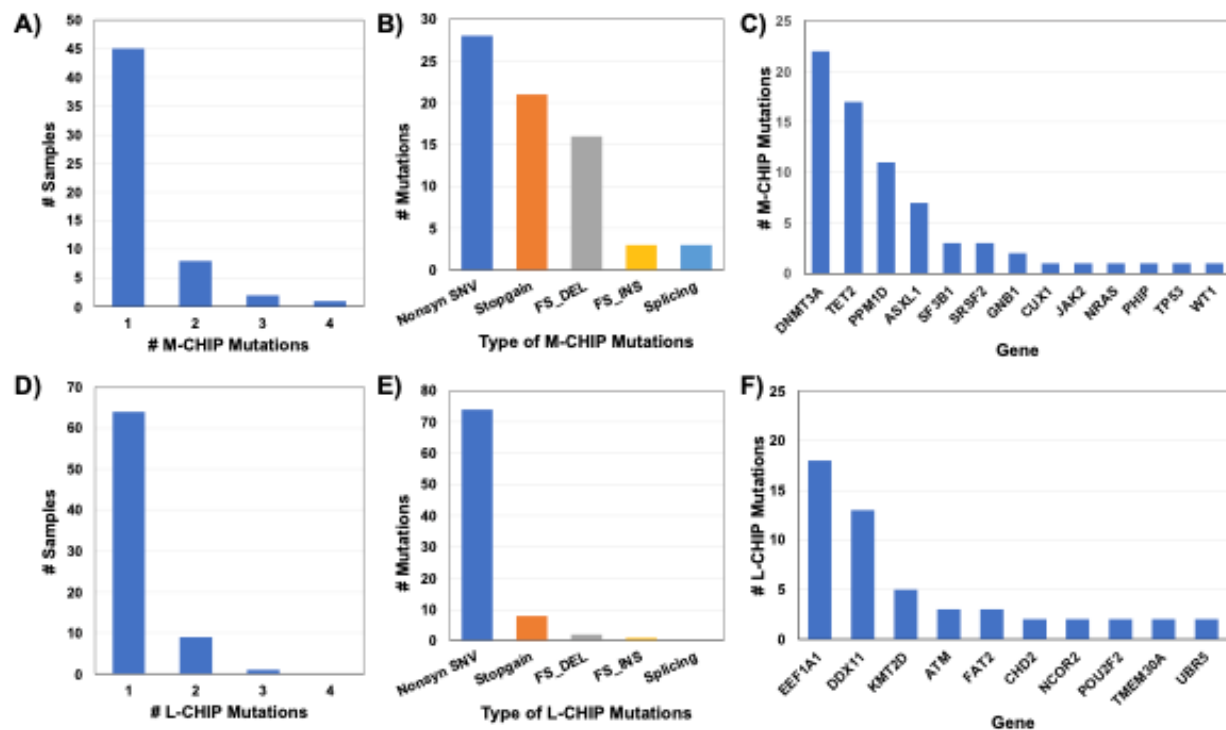 A)
50
45
40
35
30
25
20
15
10
5
0
# Samples
1 2 3 4
# M-CHIP Mutations
B)
30
25
20
15
10
5
0
# Mutations
Nonsyn SNV
Stopgain
FS_DEL
FS_INS
Splicing
Type of M-CHIP Mutations
C)
25
20
15
10
5
0
# M-CHIP Mutations
DNMT3A
TET2
PPM1D
ASXL1
SF3B1
SRSF2
GNB1
CUX1
JAK2
NRAS
PHIP
TP53
WT1
Gene
D)
70
60
50
40
30
20
10
0
# Samples
1 2 3 4
# L-CHIP Mutations
E)
80
70
60
50
40
30
20
10
0
# Mutations
Nonsyn SNV
Stopgain
FS_DEL
FS_INS
Splicing
Type of L-CHIP Mutations
F)
25
20
15
10
5
0
# L-CHIP Mutations
EEF1A1
DDX11
KMT2D
ATM
FAT2
CHD2
NCOR2
POU2F2
TMEM30A
UBR5
Gene